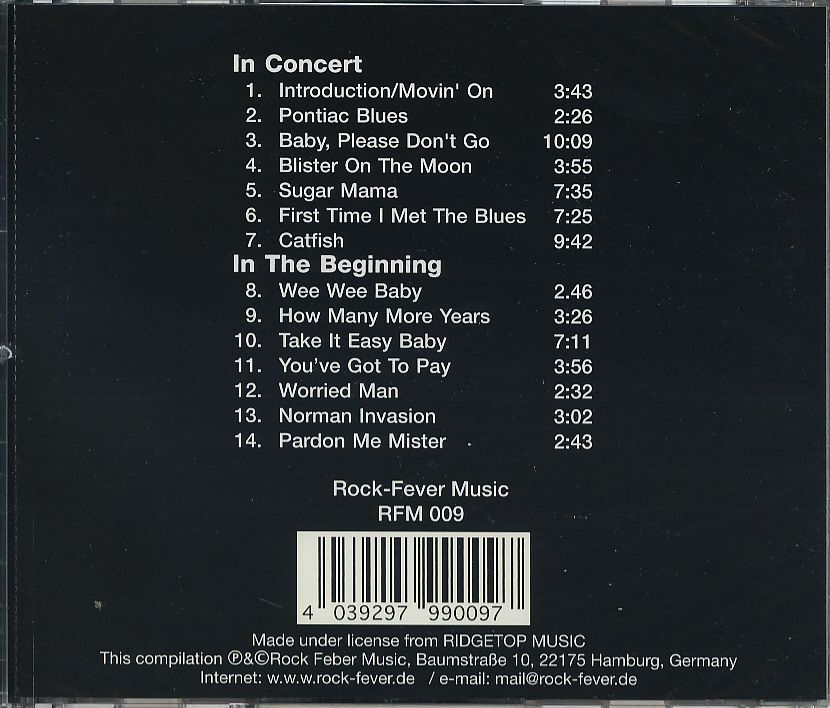 In Concert
1. Introduction/Movin' On 3:43
2. Pontiac Blues 2:26
3. Baby, Please Don't Go 10:09
4. Blister On The Moon 3:55
5. Sugar Mama 7:35
6. First Time I Met The Blues 7:25
7. Catfish 9:42
In The Beginning
8. Wee Wee Baby 2.46
9. How Many More Years 3:26
10. Take It Easy Baby 7:11
11. You've Got To Pay 3:56
12. Worried Man 2:32
13. Norman Invasion 3:02
14. Pardon Me Mister 2:43
Rock-Fever Music
RFM 009
4 039297 990097
Made under license from RIDGETOP MUSIC
This compilation ℗&©Rock Feber Music, Baumstraße 10, 22175 Hamburg, Germany
Internet: w.w.w.rock-fever.de / e-mail: mail@rock-fever.de